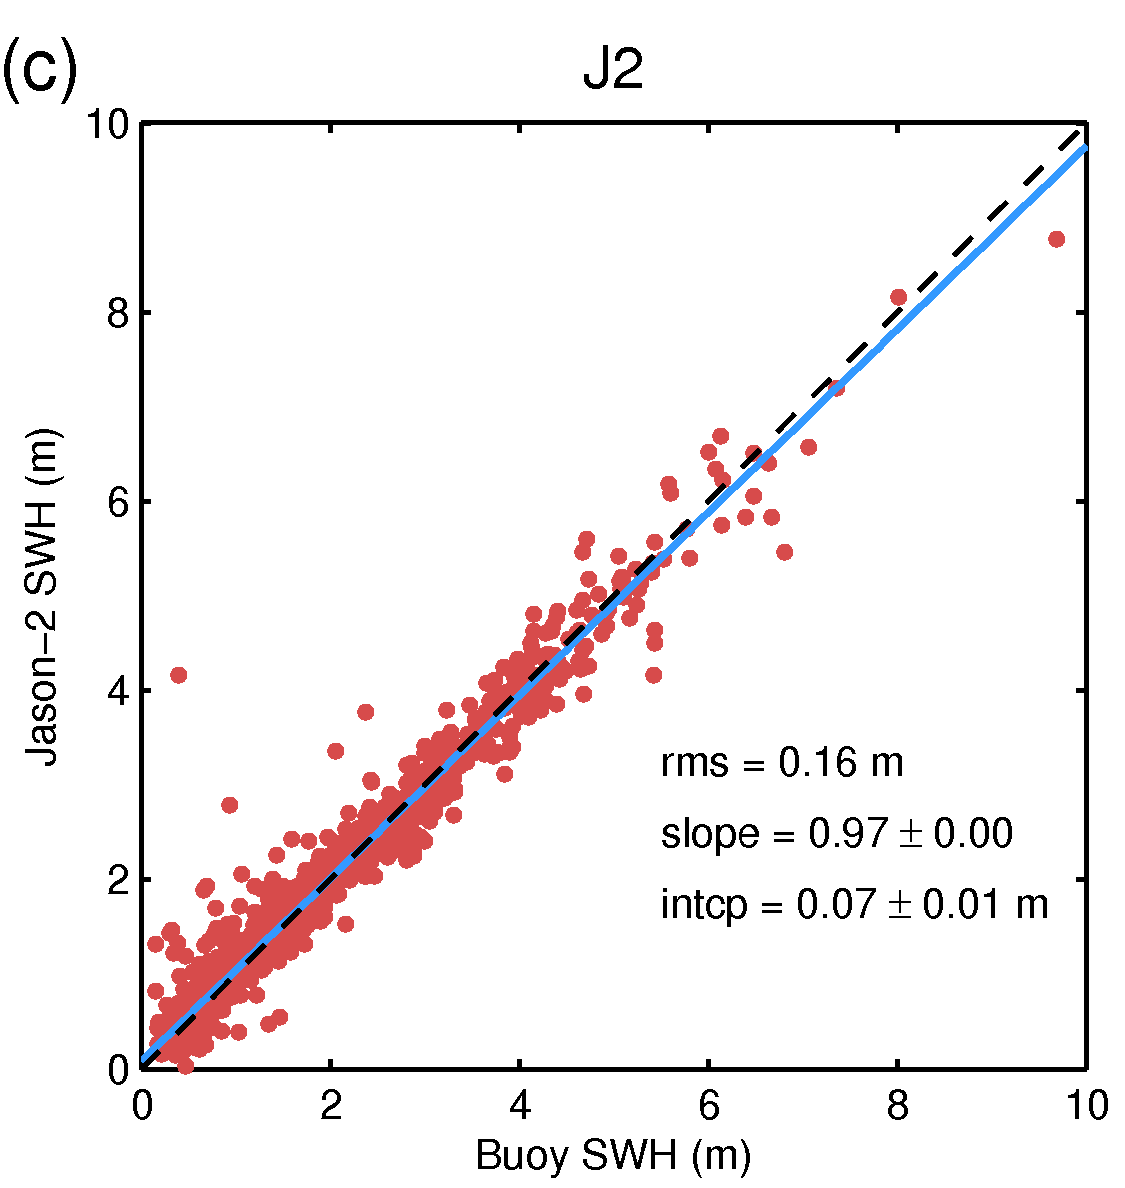 (c)
J2
10
8
6
4
2
0
Jason−2 SWH (m)
rms = 0.16 m
slope = 0.97 ± 0.00
intcp = 0.07 ± 0.01 m
0 2 4 6 8 10
Buoy SWH (m)